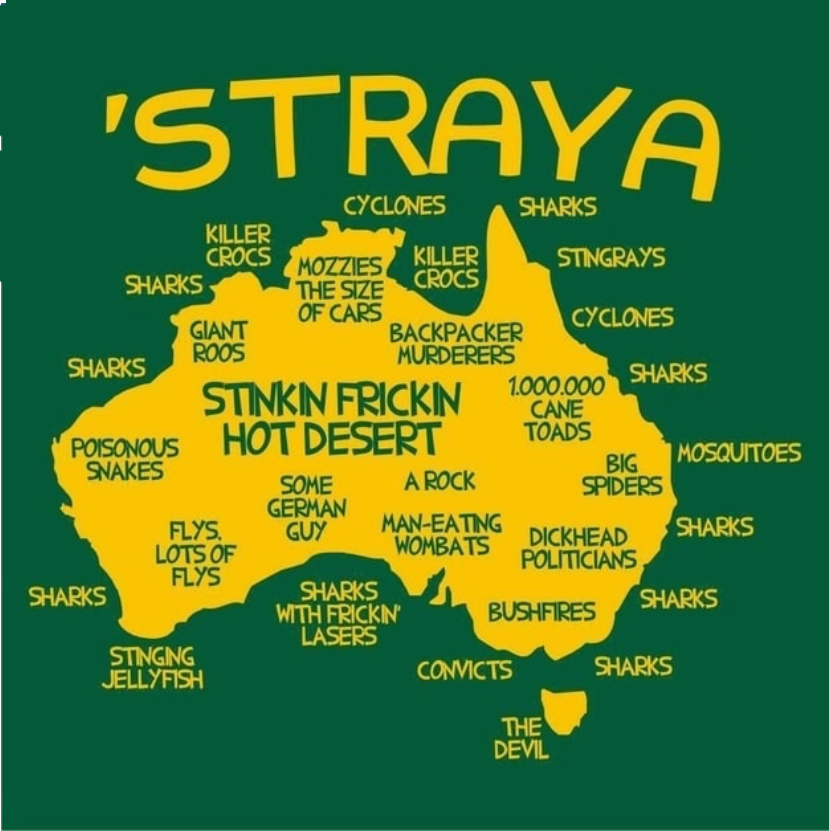 'STRAYA
CYCLONES
SHARKS
KILLER
CROCS
MOZZIES
THE SIZE
OF CARS
KILLER
CROCS
STINGRAYS
SHARKS
GIANT
ROOS
BACKPACKER
MURDERERS
CYCLONES
SHARKS
STINKIN FRICKIN
HOT DESERT
1.000.000
CANE
TOADS
SHARKS
POISONOUS
SNAKES
SOME
GERMAN
GUY
A ROCK
BIG
SPIDERS
MOSQUITOES
FLYS,
LOTS OF
FLYS
MAN-EATING
WOMBATS
DICKHEAD
POLITICIANS
SHARKS
SHARKS
SHARKS
WITH FRICKIN'
LASERS
BUSHFIRES
SHARKS
STINGING
JELLYFISH
CONVICTS
SHARKS
THE
DEVIL